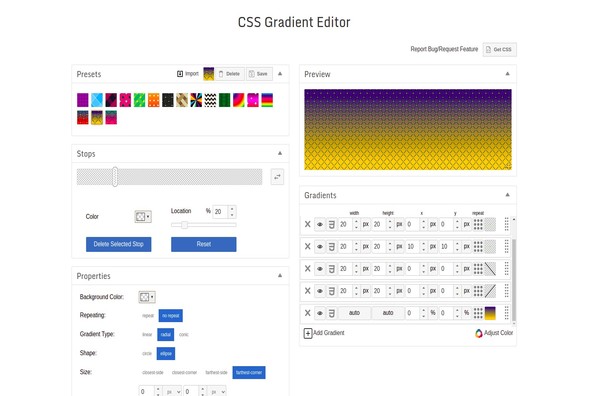 CSS Gradient Editor
Report Bug/Request Feature
Get CSS
Presets
Import
Delete
Save
Stops
Color
Location
%
20
Delete Selected Stop
Reset
Properties
Background Color:
Repeating:
repeat
no repeat
Gradient Type:
linear
radial
conic
Shape:
circle
ellipse
Size:
closest-side
closest-corner
farthest-side
farthest-corner
0 px 0 px
Preview
Gradients
width height x y repeat
20 px 20 px 0 px 0 px
20 px 20 px 10 px 10 px
20 px 20 px 0 px 0 px
20 px 20 px 0 px 0 px
auto auto 0 % 0 %
Add Gradient
Adjust Color